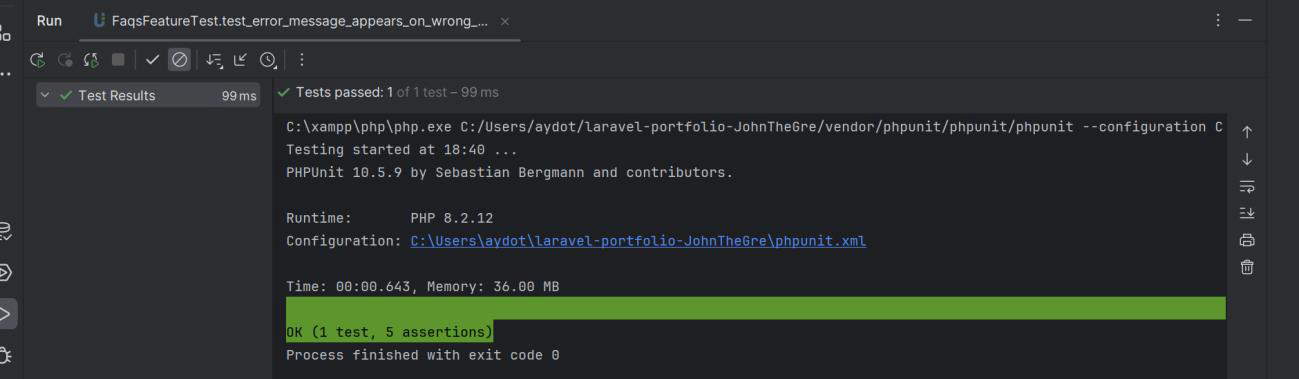 Run
FaqsFeatureTest.test_error_message_appears_on_wrong_...
Test Results 99 ms
Tests passed: 1 of 1 test – 99 ms
C:\xampp\php\php.exe C:/Users/aydot/laravel-portfolio-JohnTheGre/vendor/phpunit/phpunit/phpunit --configuration C
Testing started at 18:40 ...
PHPUnit 10.5.9 by Sebastian Bergmann and contributors.
Runtime:       PHP 8.2.12
Configuration: C:\Users\aydot\laravel-portfolio-JohnTheGre\phpunit.xml
Time: 00:00.643, Memory: 36.00 MB
OK (1 test, 5 assertions)
Process finished with exit code 0